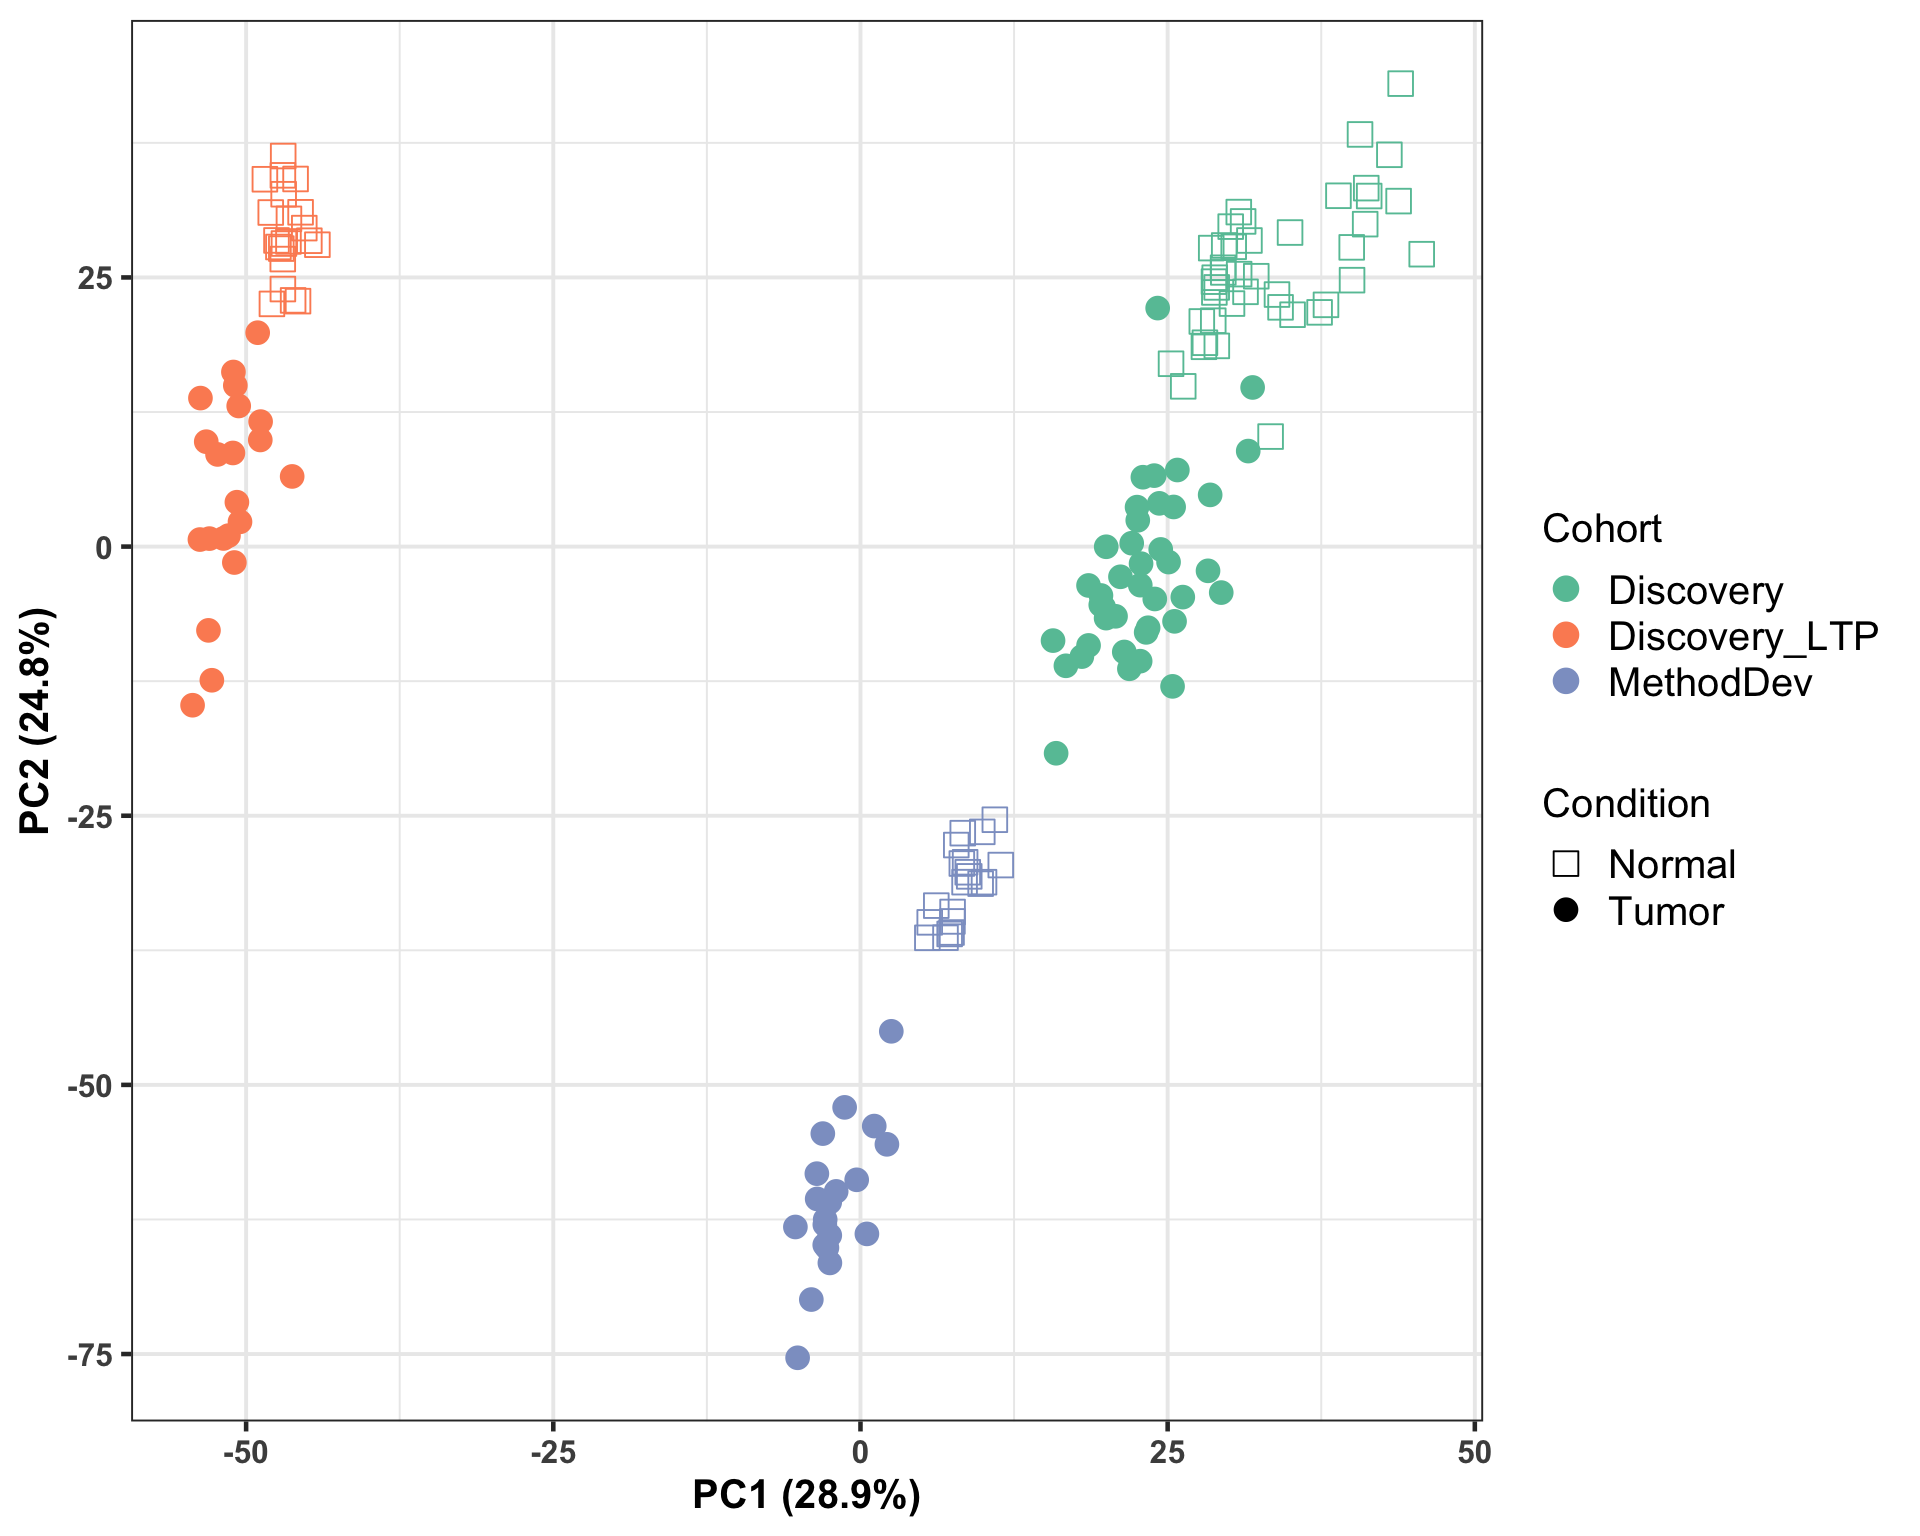 25
0
-25
-50
-75
PC2 (24.8%)
-50
-25
0
25
50
PC1 (28.9%)
Cohort
Discovery
Discovery_LTP
MethodDev
Condition
Normal
Tumor